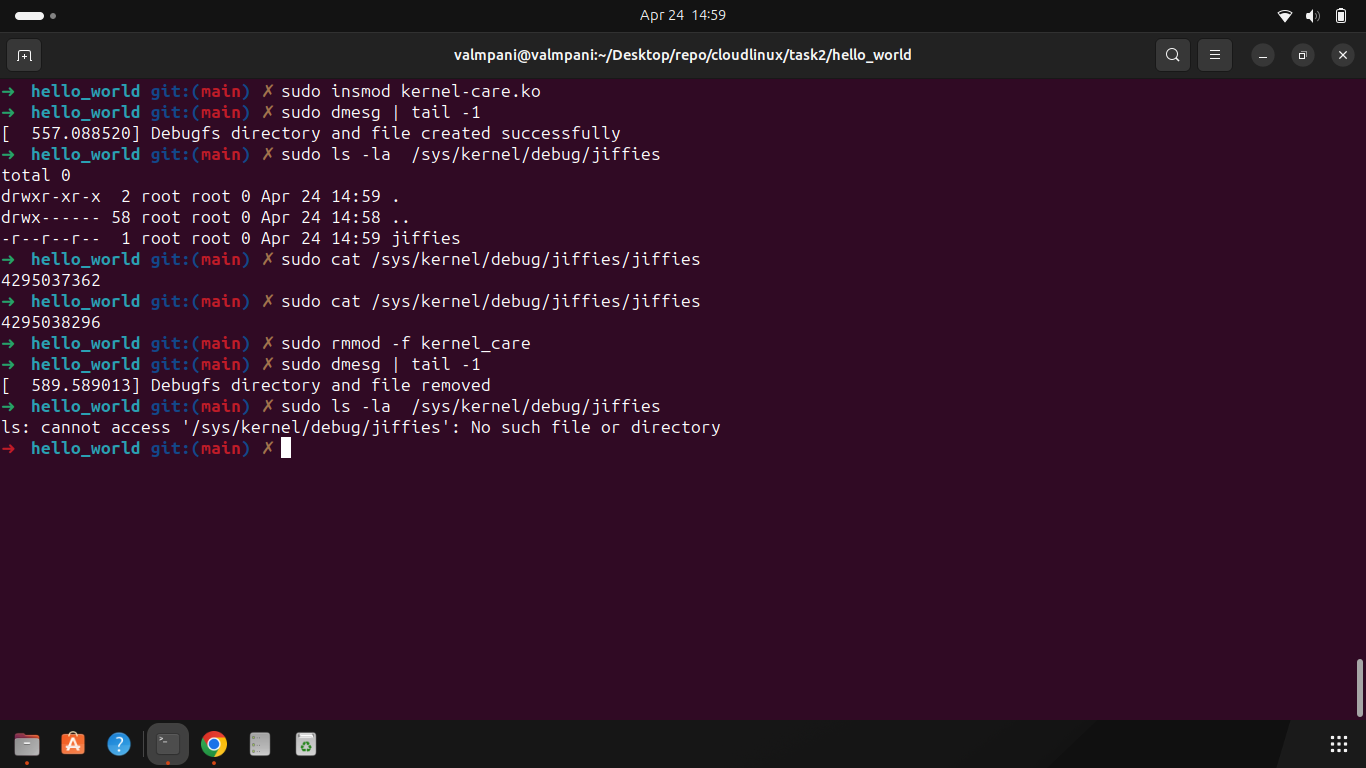 Apr 24 14:59
valmpani@valmpani:~/Desktop/repo/cloudlinux/task2/hello_world
➜ hello_world git:(main) ✗ sudo insmod kernel-care.ko
➜ hello_world git:(main) ✗ sudo dmesg | tail -1
[  557.088520] Debugfs directory and file created successfully
➜ hello_world git:(main) ✗ sudo ls -la  /sys/kernel/debug/jiffies
total 0
drwxr-xr-x  2 root root 0 Apr 24 14:59 .
drwx------ 58 root root 0 Apr 24 14:58 ..
-r--r--r--  1 root root 0 Apr 24 14:59 jiffies
➜ hello_world git:(main) ✗ sudo cat /sys/kernel/debug/jiffies/jiffies
4295037362
➜ hello_world git:(main) ✗ sudo cat /sys/kernel/debug/jiffies/jiffies
4295038296
➜ hello_world git:(main) ✗ sudo rmmod -f kernel_care
➜ hello_world git:(main) ✗ sudo dmesg | tail -1
[  589.589013] Debugfs directory and file removed
➜ hello_world git:(main) ✗ sudo ls -la  /sys/kernel/debug/jiffies
ls: cannot access '/sys/kernel/debug/jiffies': No such file or directory
➜ hello_world git:(main) ✗